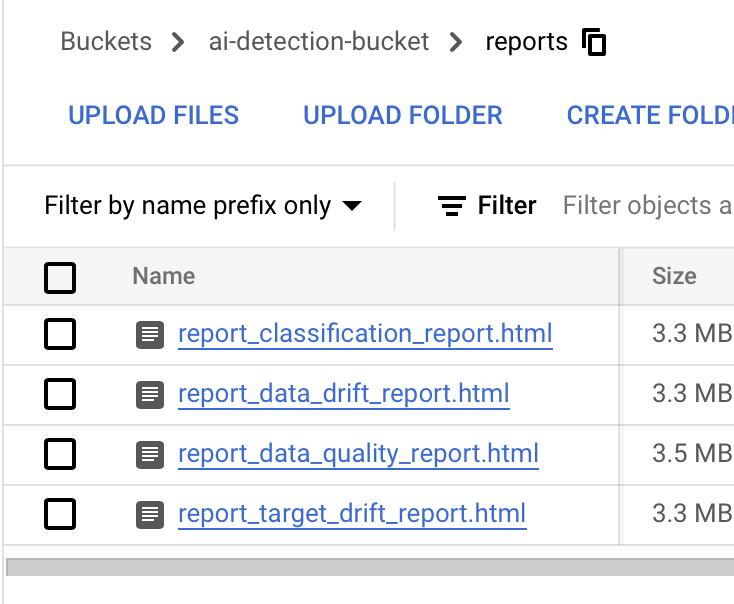 Buckets > ai-detection-bucket > reports
UPLOAD FILES UPLOAD FOLDER CREATE FOLD
Filter by name prefix only Filter Filter objects a
Name Size
report_classification_report.html 3.3 MB
report_data_drift_report.html 3.3 MB
report_data_quality_report.html 3.5 MB
report_target_drift_report.html 3.3 MB